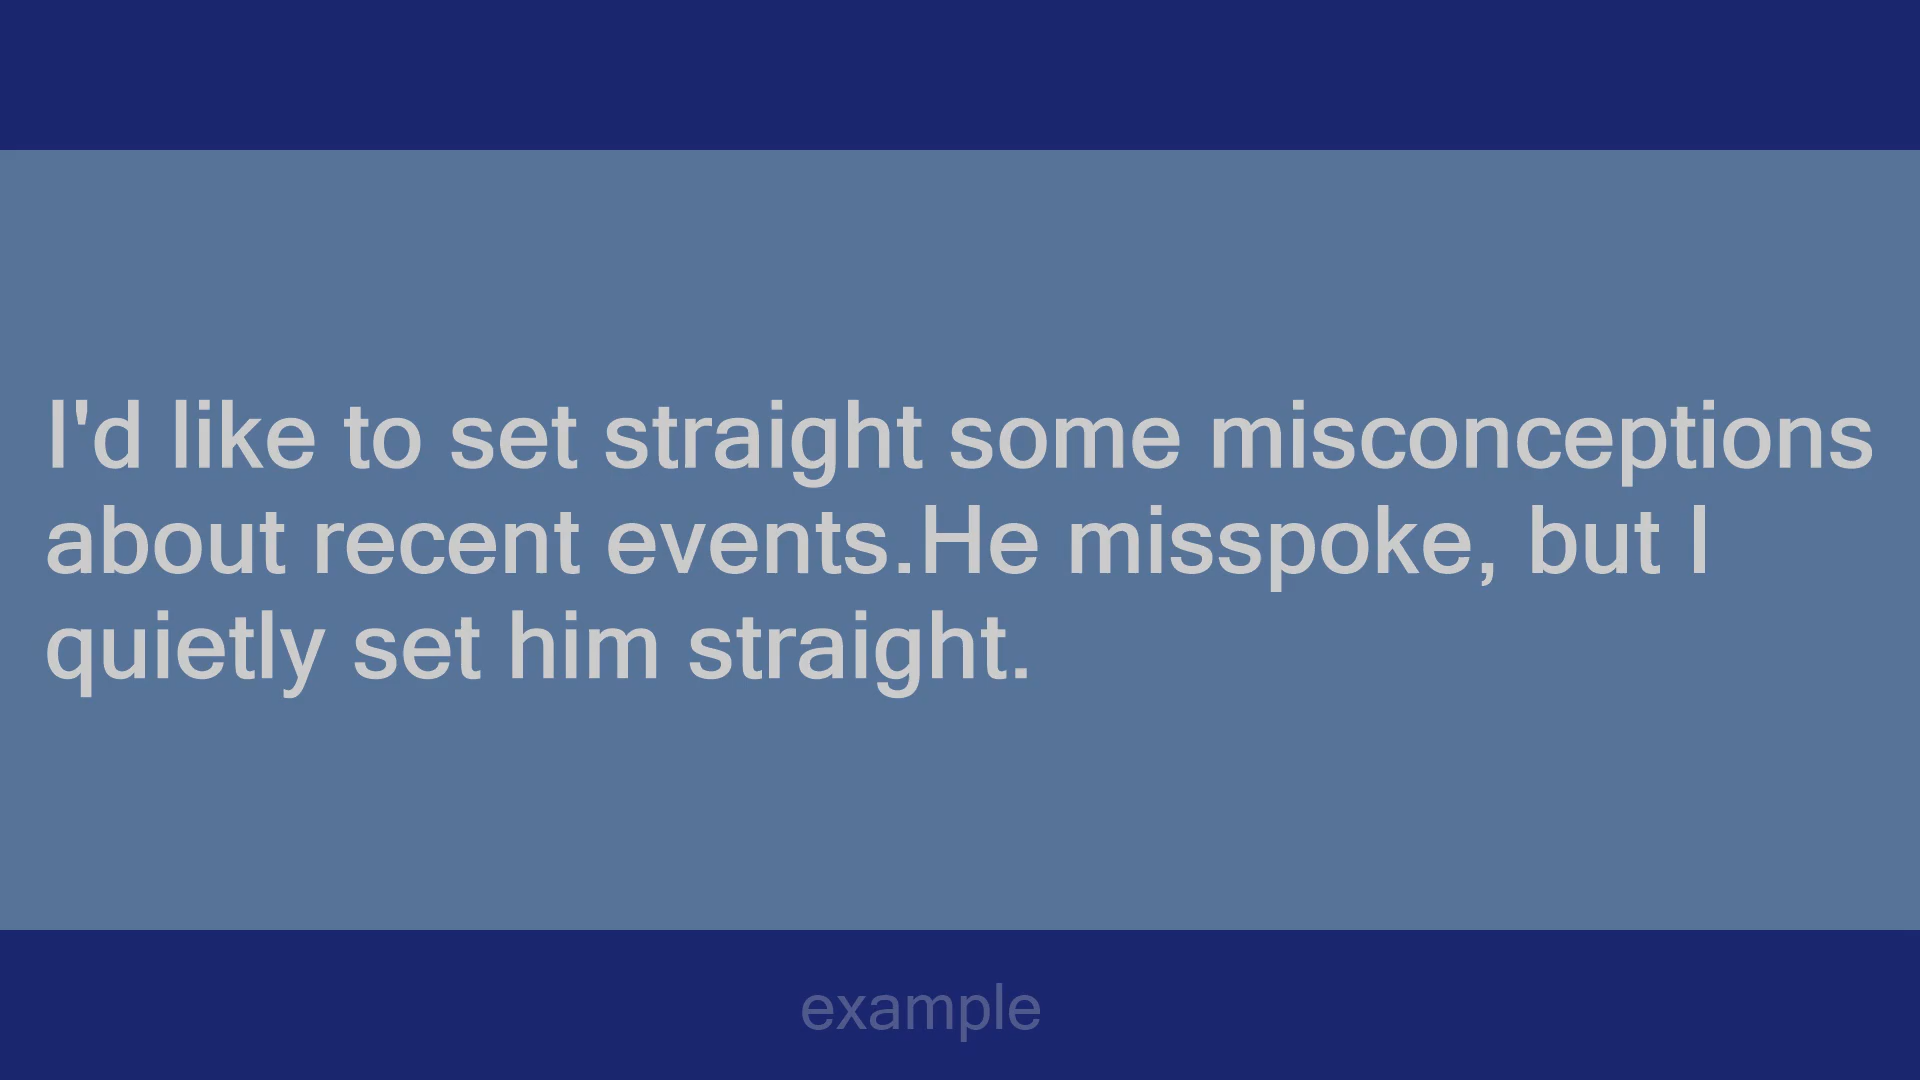 I'd like to set straight some misconceptions
about recent events.He misspoke, but I
quietly set him straight.
example